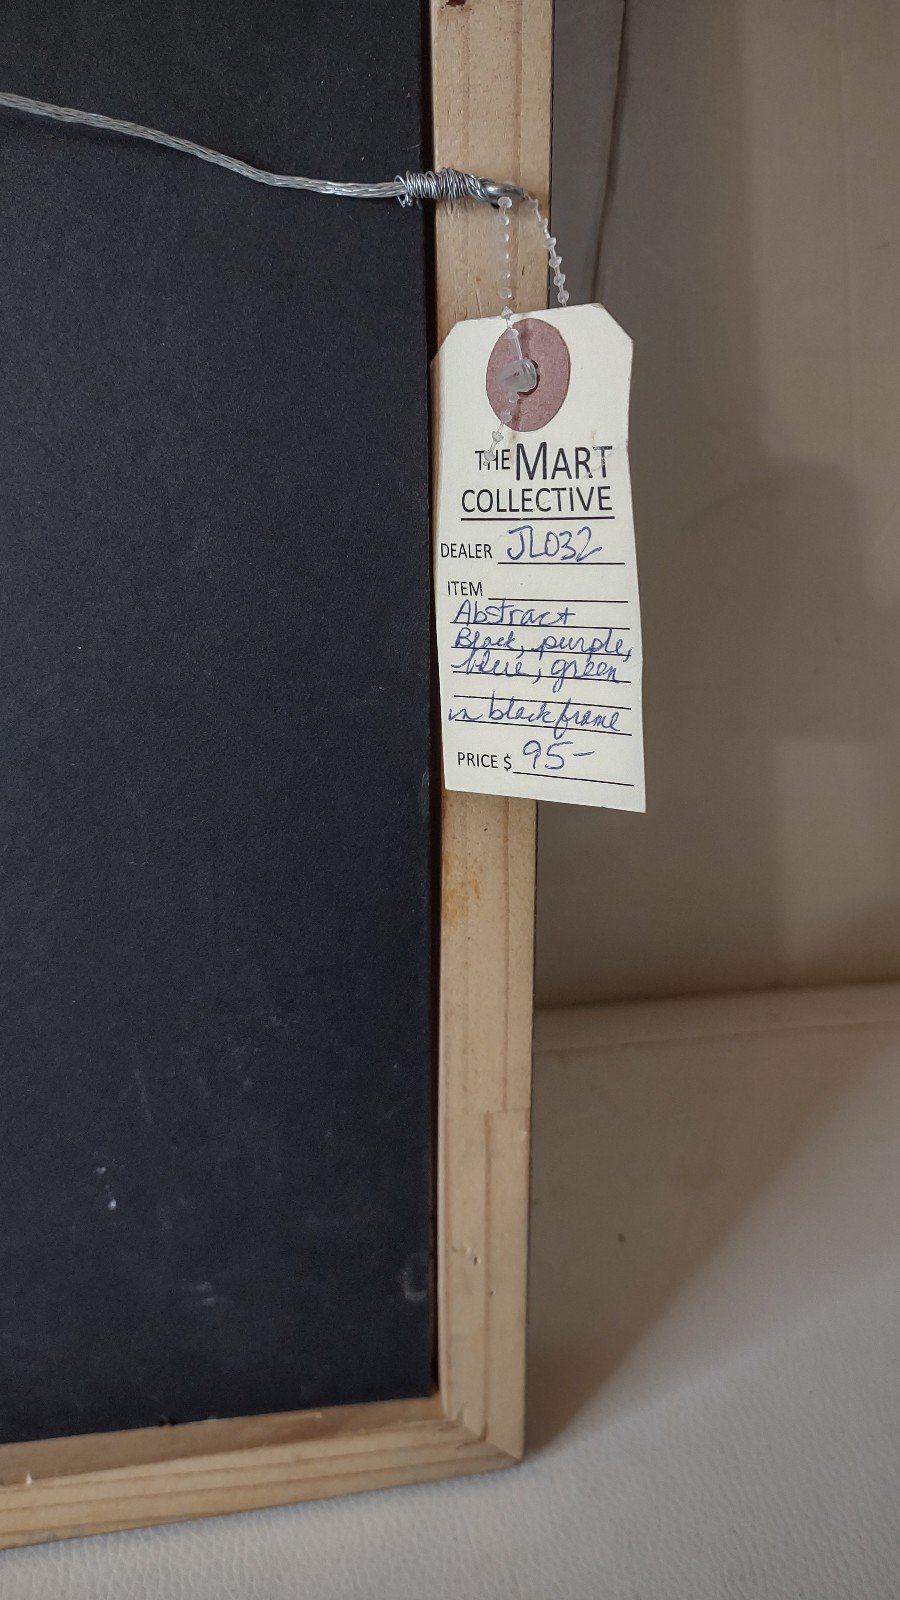 THE MART
COLLECTIVE
DEALER JL032
ITEM
Abstract
Black, purple,
blue, green
in black frame
PRICE $ 95-